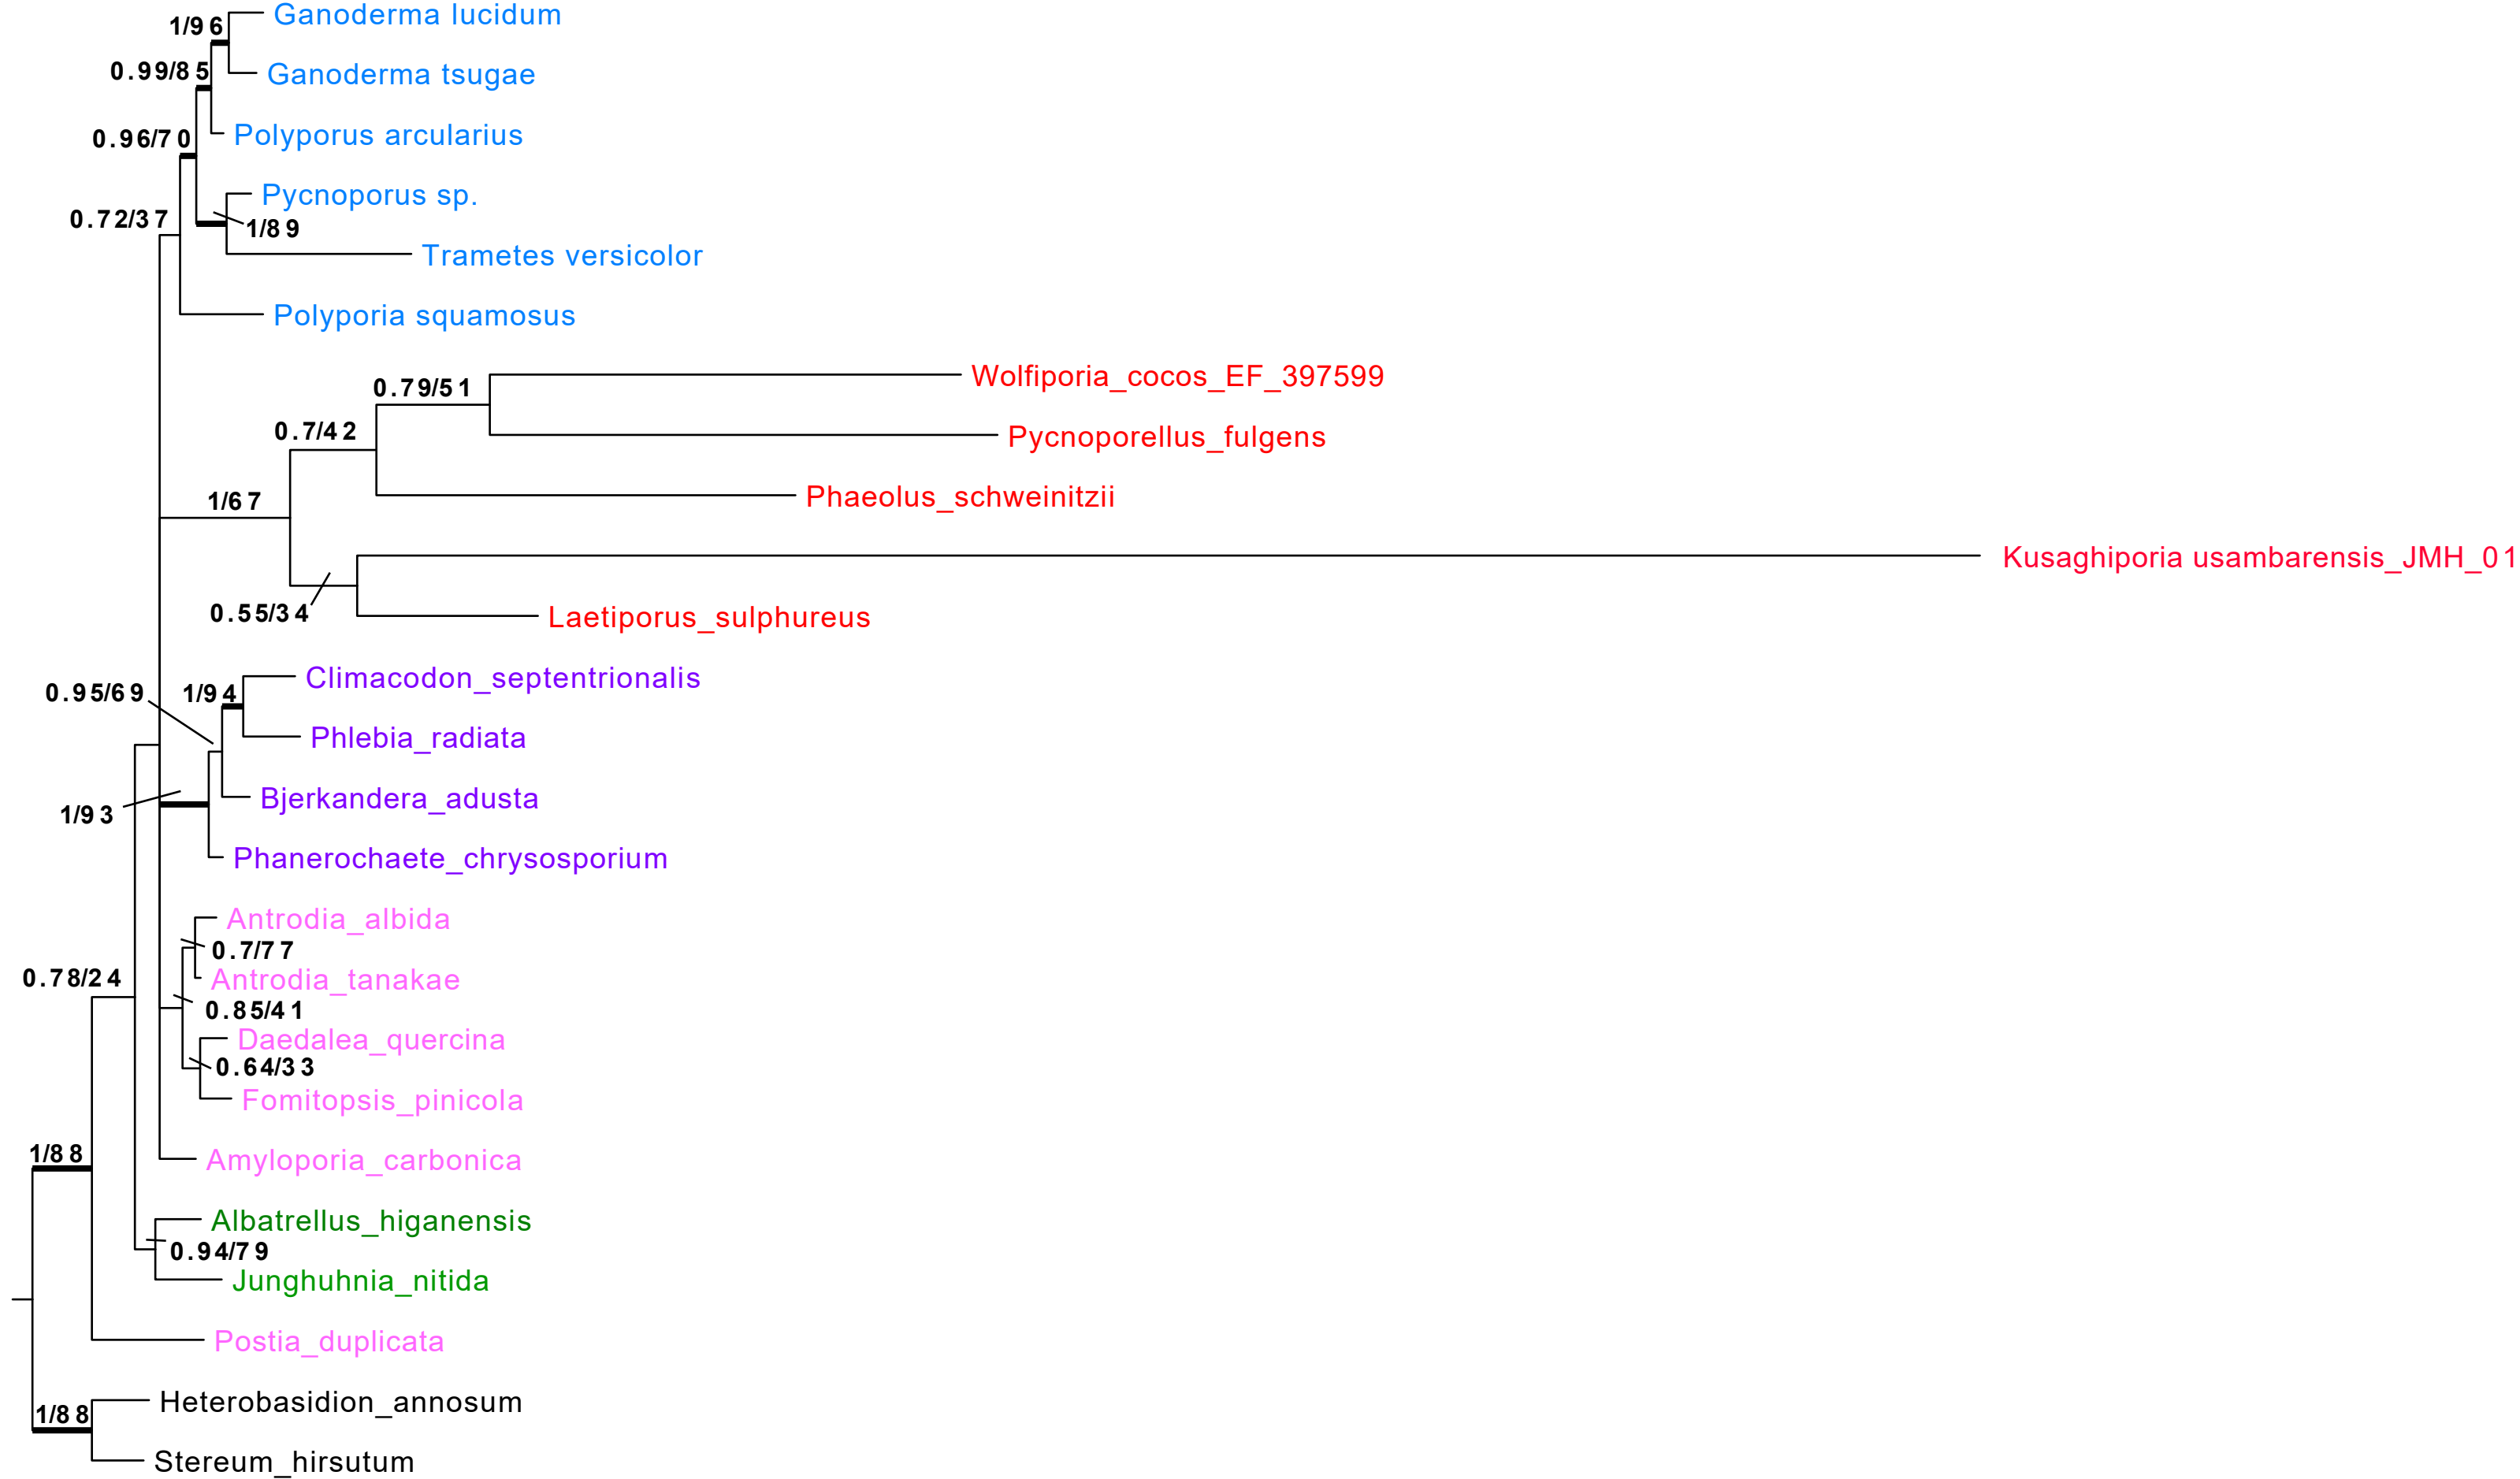 Ganoderma lucidum
1/96
0.99/85
Ganoderma tsugae
0.96/70
Polyporus arcularius
Pycnoporus sp.
0.72/37
1/89
Trametes versicolor
Polyporia squamosus
Wolfiporia_cocos_EF_397599
0.79/51
0.7/42
Pycnoporellus_fulgens
Phaeolus_schweinitzii
1/67
Kusaghiporia usambarensis_JMH_01
0.55/34
Laetiporus_sulphureus
Climacodon_septentrionalis
0.95/69
1/94
Phlebia_radiata
Bjerkandera_adusta
1/93
Phanerochaete_chrysosporium
Antrodia_albida
0.7/77
0.78/24
Antrodia_tanakae
0.85/41
Daedalea_quercina
0.64/33
Fomitopsis_pinicola
1/88
Amyloporia_carbonica
Albatrellus_higanensis
0.94/79
Junghuhnia_nitida
Postia_duplicata
Heterobasidion_annosum
1/88
Stereum_hirsutum